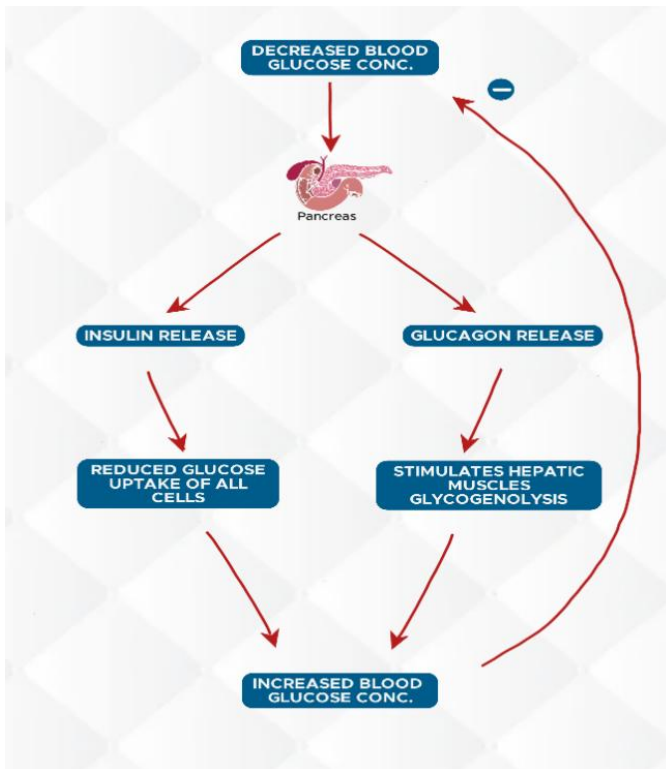 DECREASED BLOOD
GLUCOSE CONC.
Pancreas
INSULIN RELEASE
GLUCAGON RELEASE
REDUCED GLUCOSE
UPTAKE OF ALL
CELLS
STIMULATES HEPATIC
MUSCLES
GLYCOGENOLYSIS
INCREASED BLOOD
GLUCOSE CONC.